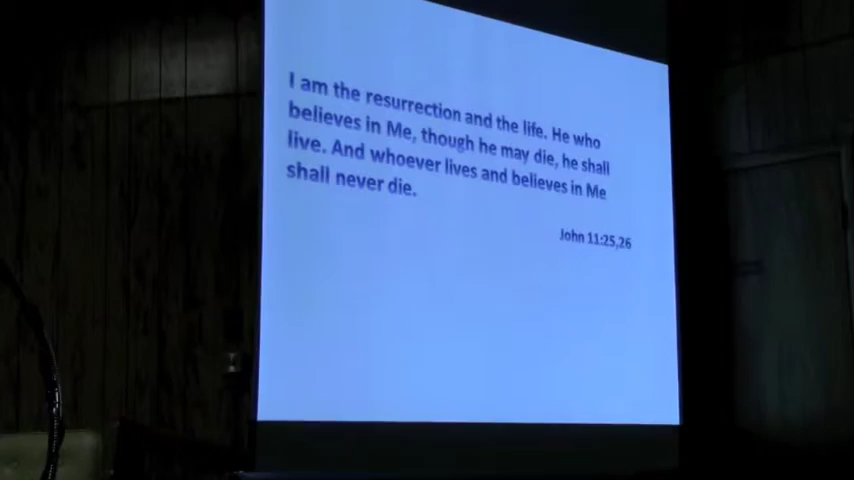 I am the resurrection and the life. He who
believes in Me, though he may die, he shall
live. And whoever lives and believes in Me
shall never die.
John 11:25,26